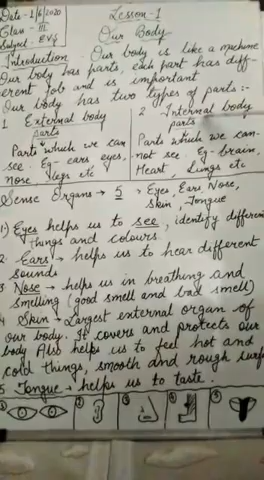 Date - 1/6/2020
Lesson-1
Class - III
Our Body
Subject - EVS
Introduction - Our body is like a machine
Our body has parts, each part has diff-
erent job and is important
Our body has two types of parts:-
1 External body
parts
Parts which we can
see. Eg - ears, eyes,
Nose, legs etc
2 Internal body
parts
Parts which we can-
not see. Eg - brain,
Heart, Lungs etc
Sense Organs → 5 → Eyes, Ears, Nose,
Skin, Tongue
1) Eyes helps us to see, identify different
things and colours.
2. Ears → helps us to hear different
sounds
3 Nose → helps us in breathing and
smelling (good smell and bad smell)
4 Skin → Largest external organ of
our body. It covers and protects our
body Also helps us to feel hot and
cold things, smooth and rough surf
5 Tongue → helps us to taste.
1 2 3 4 5